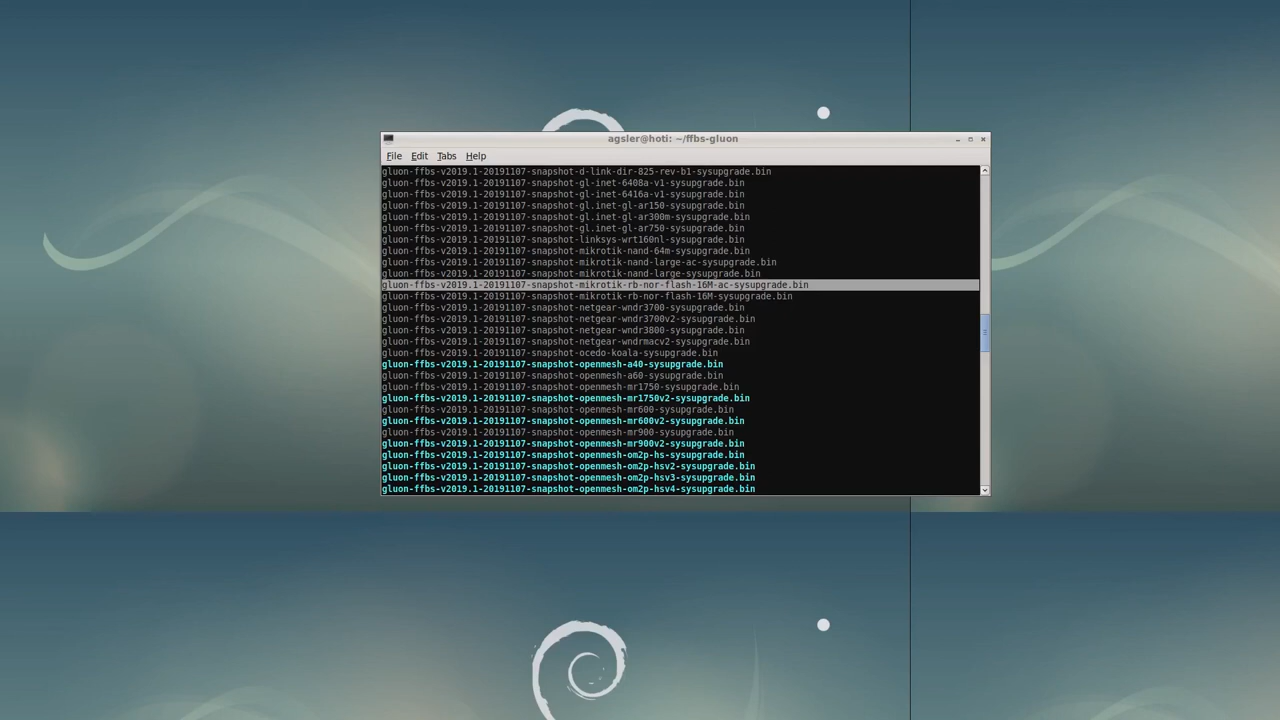 agsler@hoti: ~/ffbs-gluon
File Edit Tabs Help
gluon-ffbs-v2019.1-20191107-snapshot-d-link-dir-825-rev-b1-sysupgrade.bin
gluon-ffbs-v2019.1-20191107-snapshot-gl-inet-6408a-v1-sysupgrade.bin
gluon-ffbs-v2019.1-20191107-snapshot-gl-inet-6416a-v1-sysupgrade.bin
gluon-ffbs-v2019.1-20191107-snapshot-gl.inet-gl-ar150-sysupgrade.bin
gluon-ffbs-v2019.1-20191107-snapshot-gl.inet-gl-ar300m-sysupgrade.bin
gluon-ffbs-v2019.1-20191107-snapshot-gl.inet-gl-ar750-sysupgrade.bin
gluon-ffbs-v2019.1-20191107-snapshot-linksys-wrt160nl-sysupgrade.bin
gluon-ffbs-v2019.1-20191107-snapshot-mikrotik-nand-64m-sysupgrade.bin
gluon-ffbs-v2019.1-20191107-snapshot-mikrotik-nand-large-ac-sysupgrade.bin
gluon-ffbs-v2019.1-20191107-snapshot-mikrotik-nand-large-sysupgrade.bin
gluon-ffbs-v2019.1-20191107-snapshot-mikrotik-rb-nor-flash-16M-ac-sysupgrade.bin
gluon-ffbs-v2019.1-20191107-snapshot-mikrotik-rb-nor-flash-16M-sysupgrade.bin
gluon-ffbs-v2019.1-20191107-snapshot-netgear-wndr3700-sysupgrade.bin
gluon-ffbs-v2019.1-20191107-snapshot-netgear-wndr3700v2-sysupgrade.bin
gluon-ffbs-v2019.1-20191107-snapshot-netgear-wndr3800-sysupgrade.bin
gluon-ffbs-v2019.1-20191107-snapshot-netgear-wndrmacv2-sysupgrade.bin
gluon-ffbs-v2019.1-20191107-snapshot-ocedo-koala-sysupgrade.bin
gluon-ffbs-v2019.1-20191107-snapshot-openmesh-a40-sysupgrade.bin
gluon-ffbs-v2019.1-20191107-snapshot-openmesh-a60-sysupgrade.bin
gluon-ffbs-v2019.1-20191107-snapshot-openmesh-mr1750-sysupgrade.bin
gluon-ffbs-v2019.1-20191107-snapshot-openmesh-mr1750v2-sysupgrade.bin
gluon-ffbs-v2019.1-20191107-snapshot-openmesh-mr600-sysupgrade.bin
gluon-ffbs-v2019.1-20191107-snapshot-openmesh-mr600v2-sysupgrade.bin
gluon-ffbs-v2019.1-20191107-snapshot-openmesh-mr900-sysupgrade.bin
gluon-ffbs-v2019.1-20191107-snapshot-openmesh-mr900v2-sysupgrade.bin
gluon-ffbs-v2019.1-20191107-snapshot-openmesh-om2p-hs-sysupgrade.bin
gluon-ffbs-v2019.1-20191107-snapshot-openmesh-om2p-hsv2-sysupgrade.bin
gluon-ffbs-v2019.1-20191107-snapshot-openmesh-om2p-hsv3-sysupgrade.bin
gluon-ffbs-v2019.1-20191107-snapshot-openmesh-om2p-hsv4-sysupgrade.bin